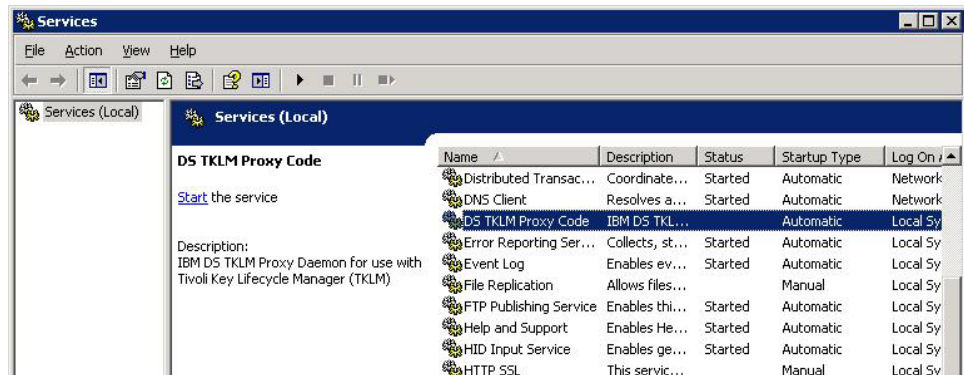 Services
File Action View Help
Services (Local)
Services (Local)
DS TKLM Proxy Code
Start the service
Description:
IBM DS TKLM Proxy Daemon for use with
Tivoli Key Lifecycle Manager (TKLM)
Name Description Status Startup Type Log On
Distributed Transac... Coordinate... Started Automatic Network
DNS Client Resolves a... Started Automatic Network
DS TKLM Proxy Code IBM DS TKL... Automatic Local Sy
Error Reporting Ser... Collects, st... Started Automatic Local Sy
Event Log Enables ev... Started Automatic Local Sy
File Replication Allows files... Manual Local Sy
FTP Publishing Service Enables thi... Started Automatic Local Sy
Help and Support Enables He... Started Automatic Local Sy
HID Input Service Enables ge... Started Automatic Local Sy
HTTP SSL This servic... Manual Local Sy